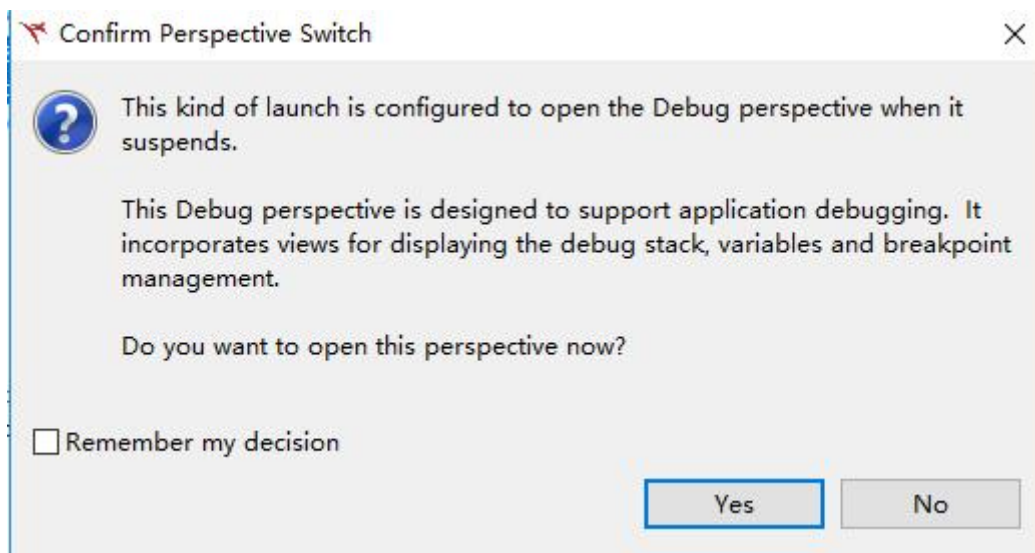 Confirm Perspective Switch
This kind of launch is configured to open the Debug perspective when it
suspends.
This Debug perspective is designed to support application debugging.  It
incorporates views for displaying the debug stack, variables and breakpoint
management.
Do you want to open this perspective now?
Remember my decision
Yes
No